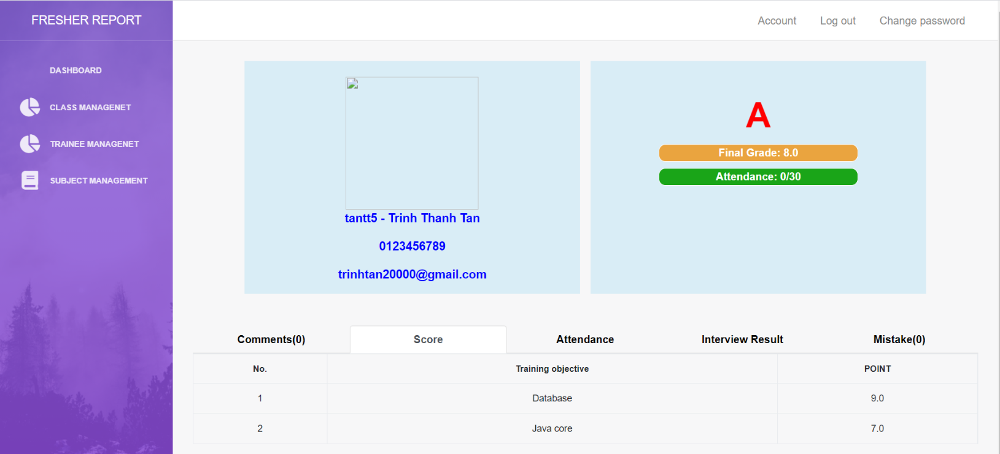 FRESHER REPORT
Account Log out Change password
DASHBOARD
CLASS MANAGENET
TRAINEE MANAGENET
SUBJECT MANAGEMENT
tantt5 - Trinh Thanh Tan
0123456789
trinhtan20000@gmail.com
A
Final Grade: 8.0
Attendance: 0/30
Comments(0) Score Attendance Interview Result Mistake(0)
No. Training objective POINT
1 Database 9.0
2 Java core 7.0